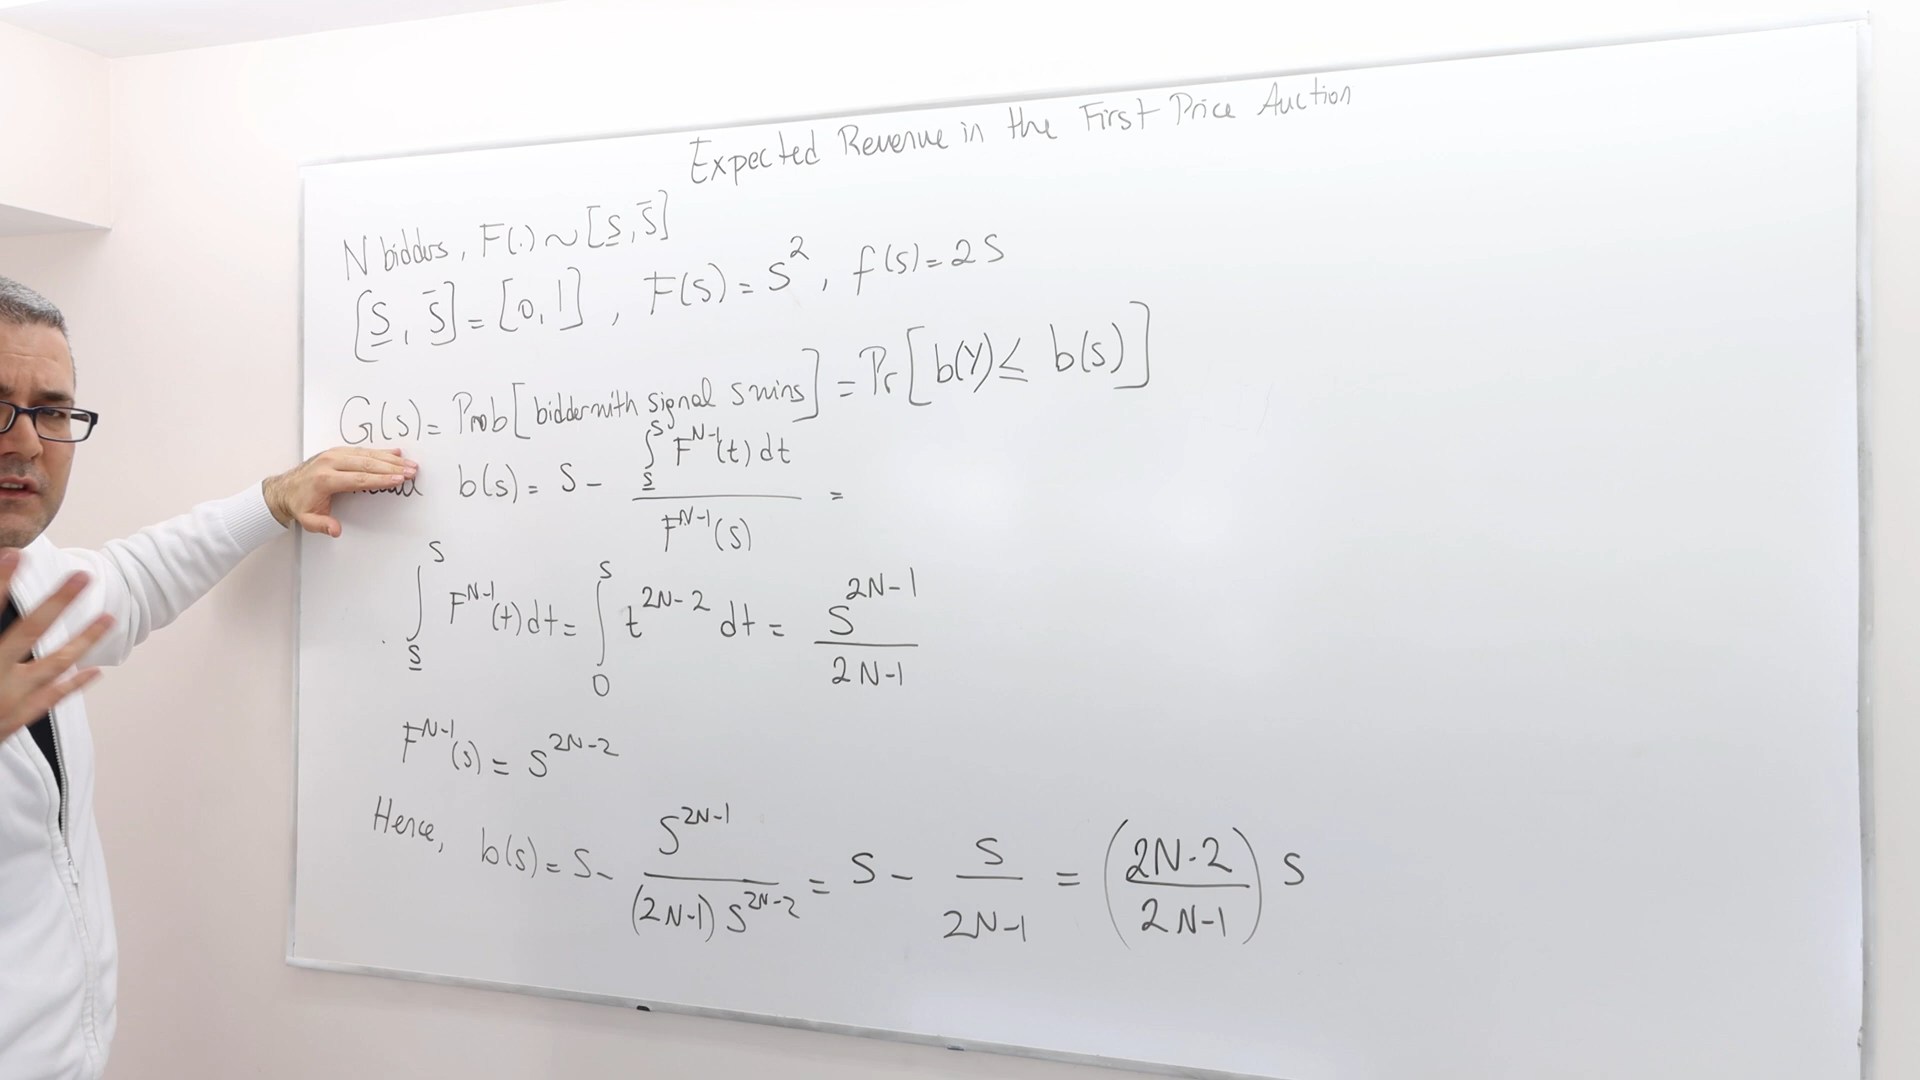 Expected Revenue in the First Price Auction
N bidders, F(.) ~ [s̲, s̄]
[s̲, s̄] = [0, 1], F(s) = s², f(s) = 2s
G(s) = Prob[bidder with signal s wins] = Pr[b(Y) ≤ b(s)]
b(s) = s - ∫_s̲^s F^{N-1}(t) dt / F^{N-1}(s) =
∫_s̲^s F^{N-1}(t) dt = ∫_0^s t^{2N-2} dt = s^{2N-1} / 2N-1
F^{N-1}(s) = s^{2N-2}
Hence, b(s) = s - s^{2N-1} / (2N-1) s^{2N-2} = s - s / 2N-1 = (2N-2 / 2N-1) s